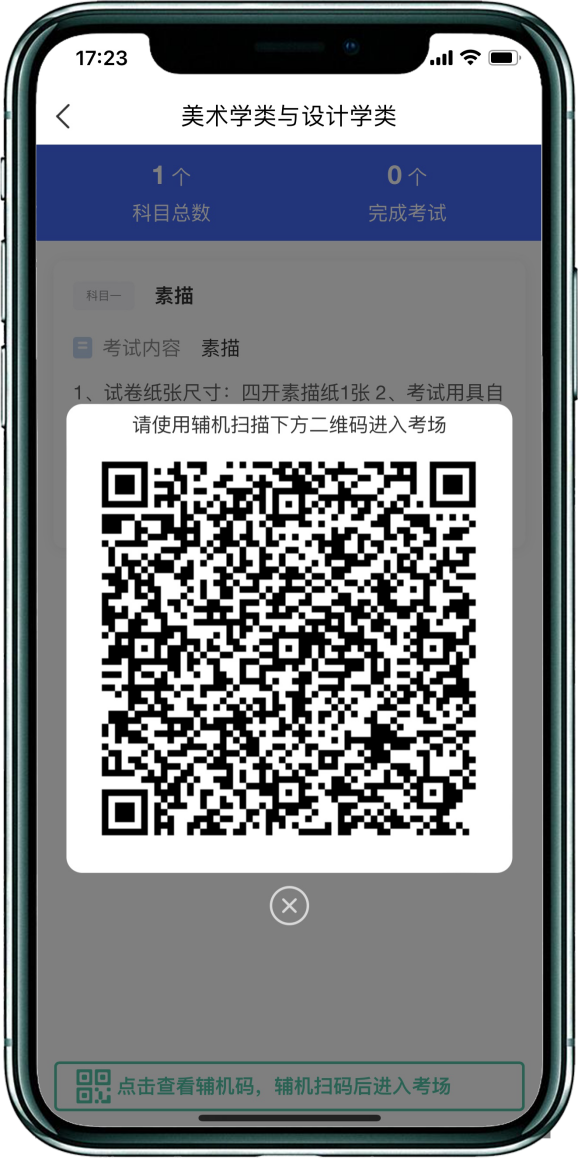 17:23
美术学类与设计学类
1 个
0 个
科目总数
完成考试
科目一
素描
考试内容
素描
1、试卷纸张尺寸：四开素描纸1张 2、考试用具自
请使用辅机扫描下方二维码进入考场
点击查看辅机码，辅机扫码后进入考场